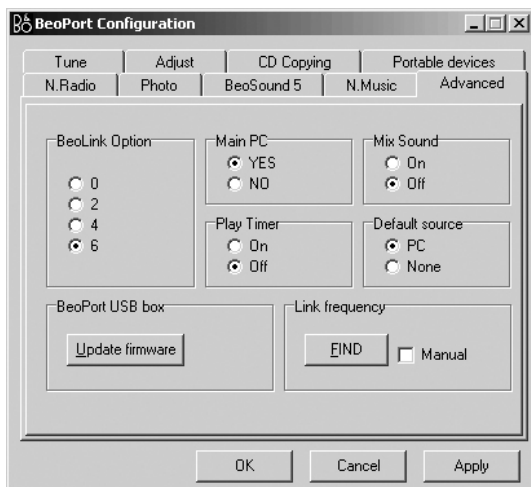 BeoPort Configuration
Tune Adjust CD Copying Portable devices
N.Radio Photo BeoSound 5 N.Music Advanced
BeoLink Option
0
2
4
6
Main PC
YES
NO
Mix Sound
On
Off
Play Timer
On
Off
Default source
PC
None
BeoPort USB box
Update firmware
Link frequency
FIND
Manual
OK Cancel Apply